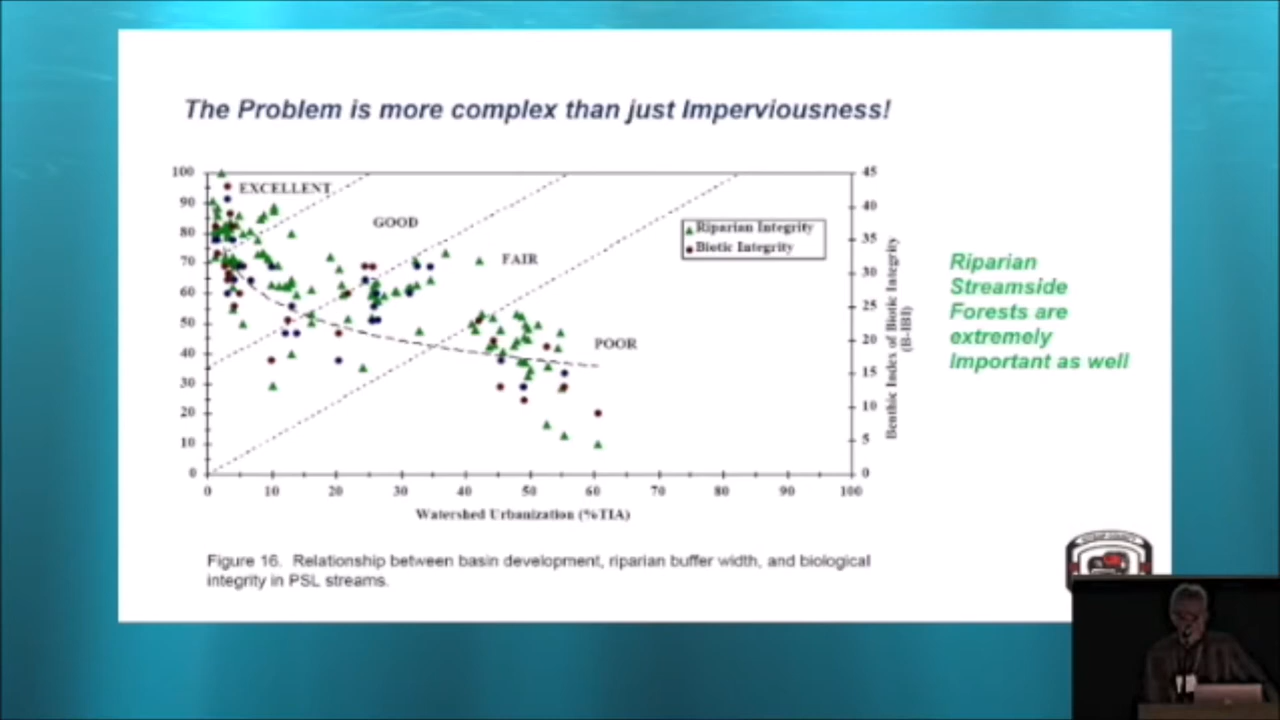 The Problem is more complex than just Imperviousness!
100
90
80
70
60
50
40
30
20
10
0
EXCELLENT
GOOD
FAIR
POOR
Riparian Integrity
Biotic Integrity
45
40
35
30
25
20
15
10
5
0
Benthic Index of Biotic Integrity
(B-IBI)
0 10 20 30 40 50 60 70 80 90 100
Watershed Urbanization (%TIA)
Riparian
Streamside
Forests are
extremely
Important as well
Figure 16. Relationship between basin development, riparian buffer width, and biological
integrity in PSL streams.